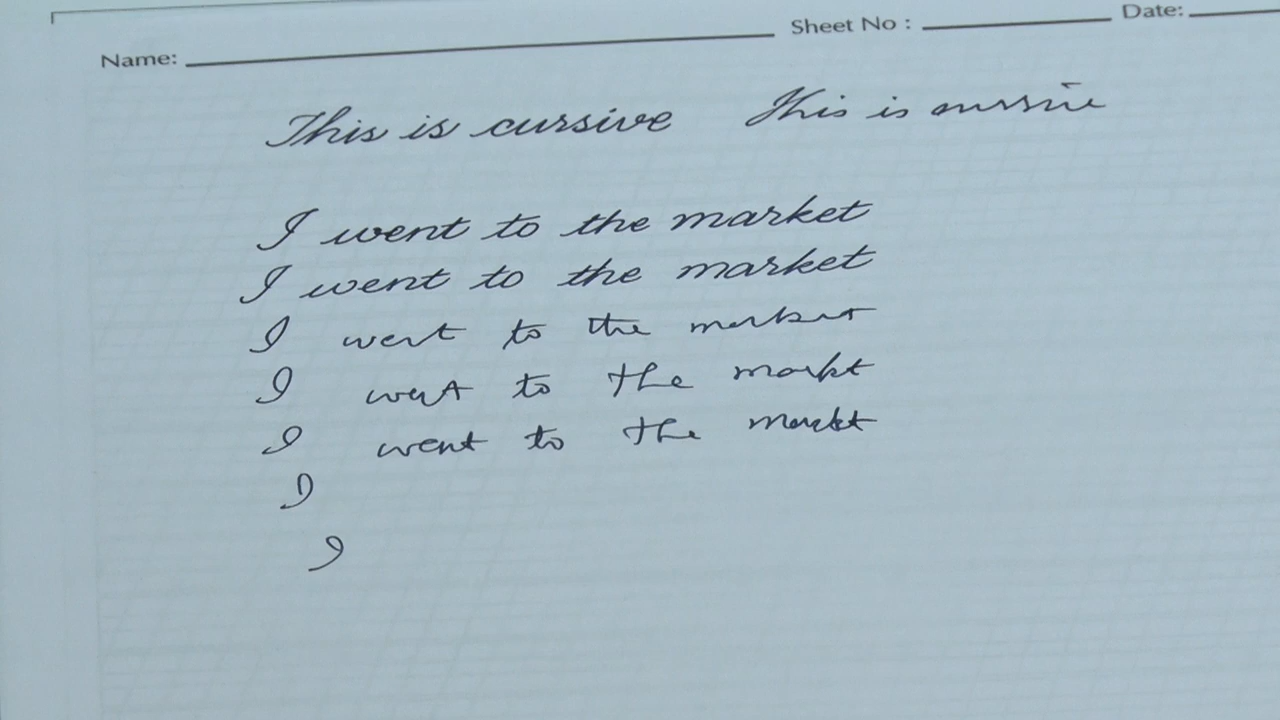 Name: Sheet No : Date:
This is cursive This is cursive
I went to the market
I went to the market
I went to the market
I went to the market
I went to the market
I
I